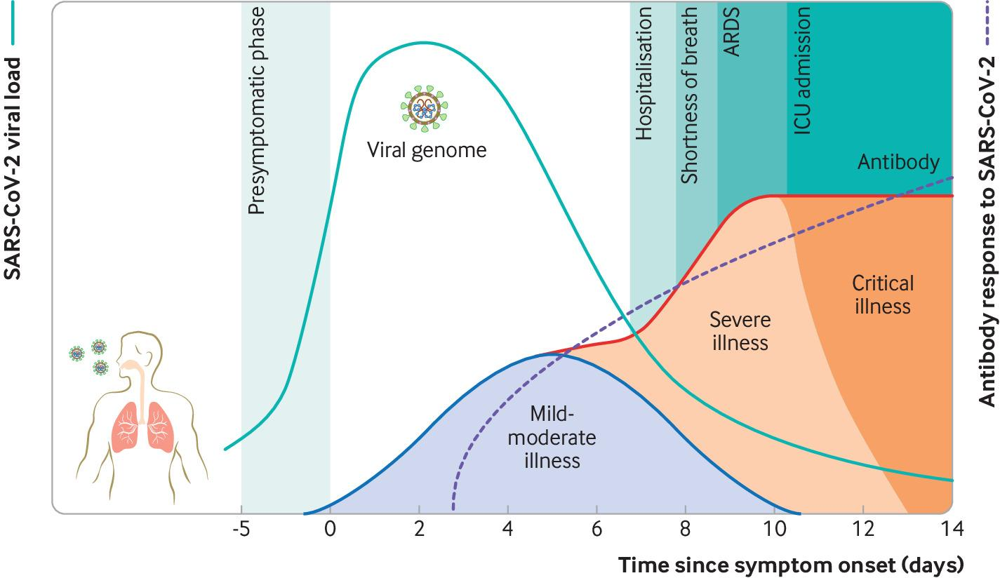 SARS-CoV-2 viral load
Presymptomatic phase
Viral genome
Hospitalisation
Shortness of breath
ARDS
ICU admission
Antibody
Antibody response to SARS-CoV-2
Critical
illness
Severe
illness
Mild-
moderate
illness
-5 0 2 4 6 8 10 12 14
Time since symptom onset (days)